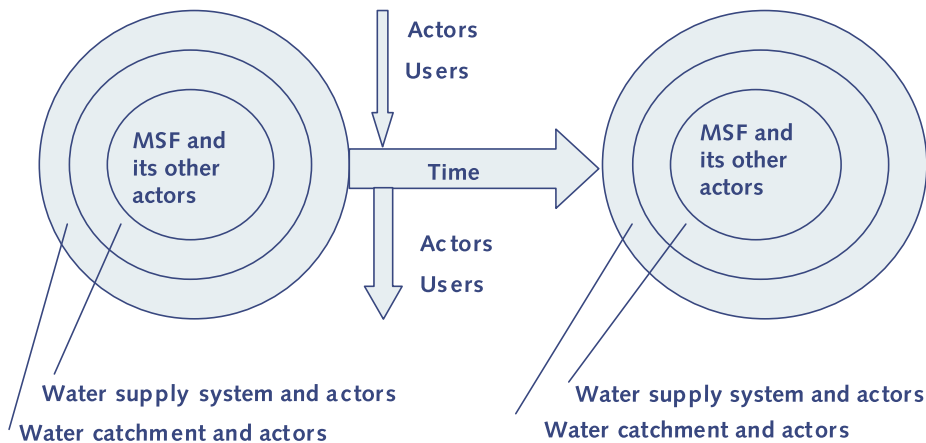 Actors
Users
MSF and
its other
actors
Time
Actors
Users
MSF and
its other
actors
Water supply system and actors
Water catchment and actors
Water supply system and actors
Water catchment and actors